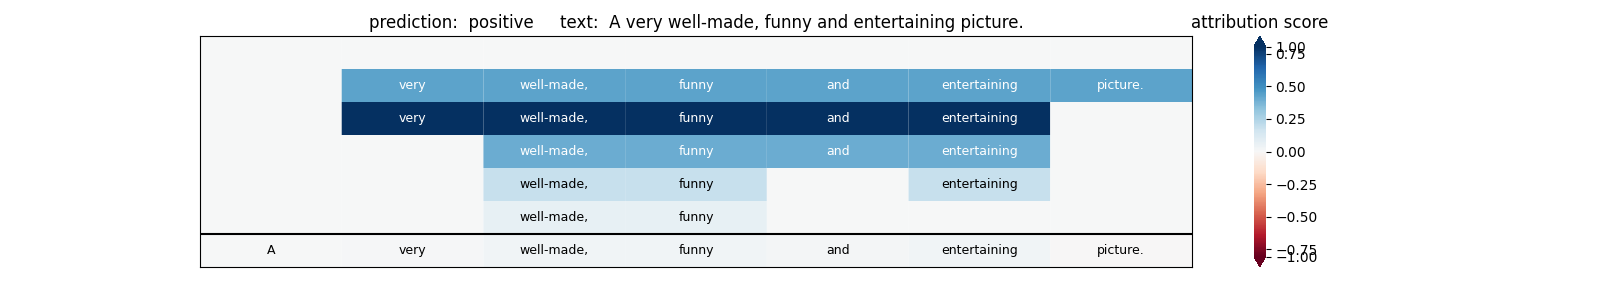 prediction:  positive     text:  A very well-made, funny and entertaining picture.
attribution score
very well-made, funny and entertaining picture.
very well-made, funny and entertaining
well-made, funny and entertaining
well-made, funny entertaining
well-made, funny
A very well-made, funny and entertaining picture.
1.00
0.75
0.50
0.25
0.00
−0.25
−0.50
−0.75
−1.00